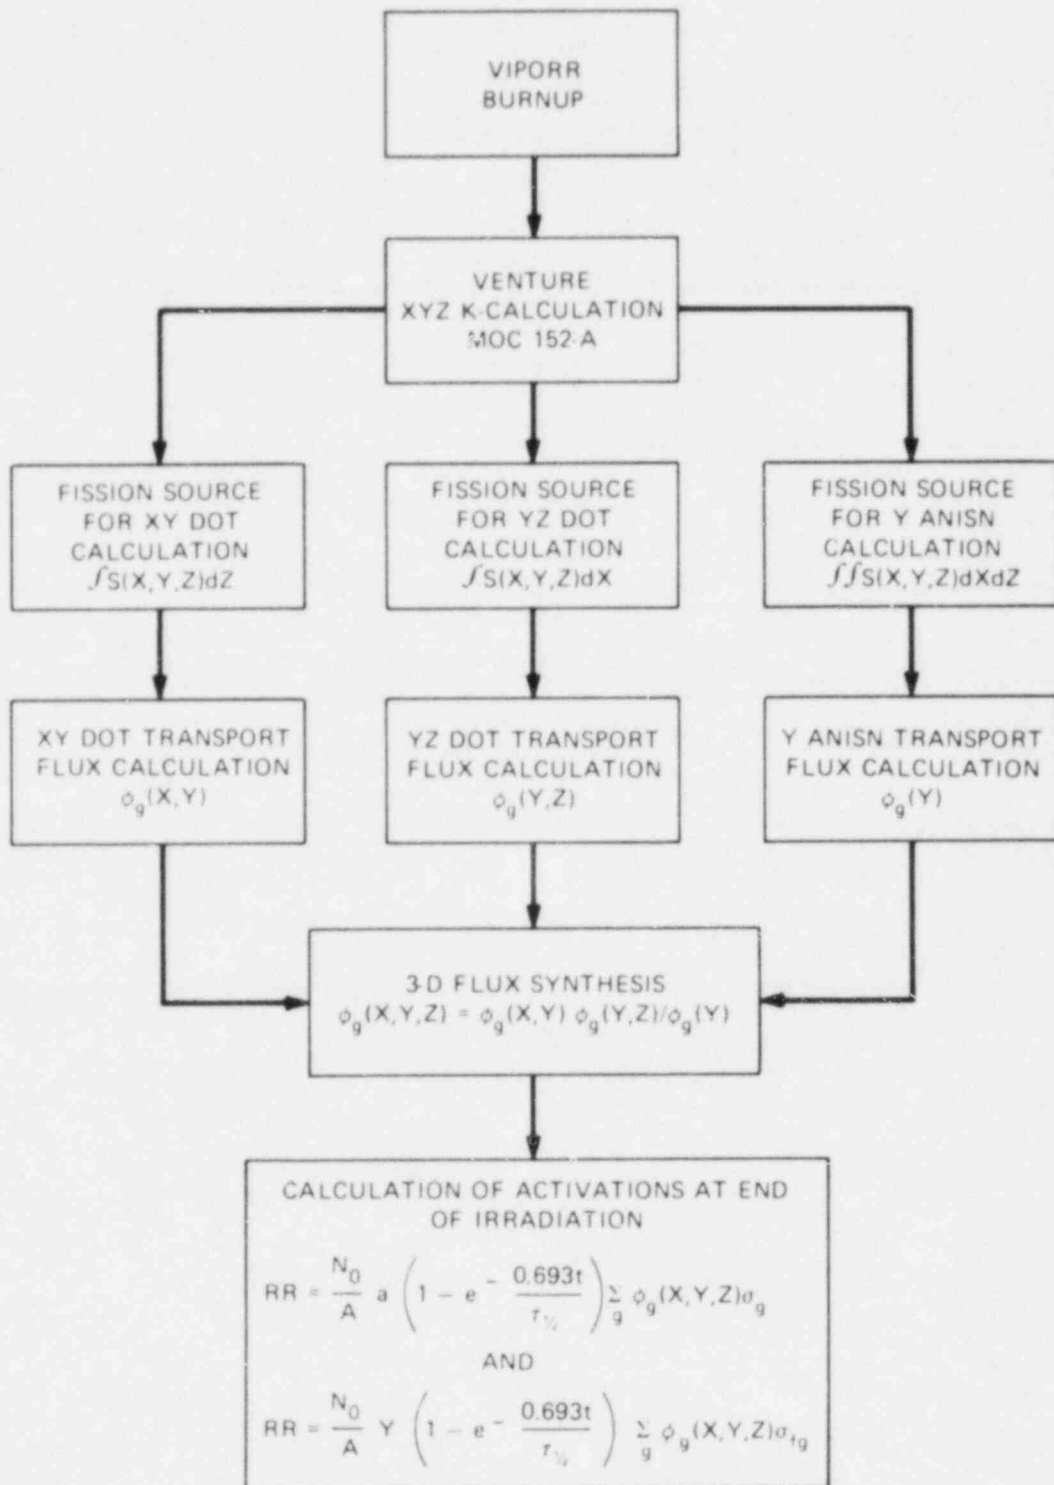 VIPORR
BURNUP
VENTURE
XYZ K-CALCULATION
MOC 152-A
FISSION SOURCE
FOR XY DOT
CALCULATION
∫S(X,Y,Z)dZ
FISSION SOURCE
FOR YZ DOT
CALCULATION
∫S(X,Y,Z)dX
FISSION SOURCE
FOR Y ANISN
CALCULATION
∫∫S(X,Y,Z)dXdZ
XY DOT TRANSPORT
FLUX CALCULATION
ϕg(X,Y)
YZ DOT TRANSPORT
FLUX CALCULATION
ϕg(Y,Z)
Y ANISN TRANSPORT
FLUX CALCULATION
ϕg(Y)
3-D FLUX SYNTHESIS
ϕg(X,Y,Z) = ϕg(X,Y) ϕg(Y,Z)/ϕg(Y)
CALCULATION OF ACTIVATIONS AT END
OF IRRADIATION
RR = N0/A a (1 − e − 0.693t/τ½) Σg ϕg(X,Y,Z)σg
AND
RR = N0/A Y (1 − e − 0.693t/τ½) Σg ϕg(X,Y,Z)σfg